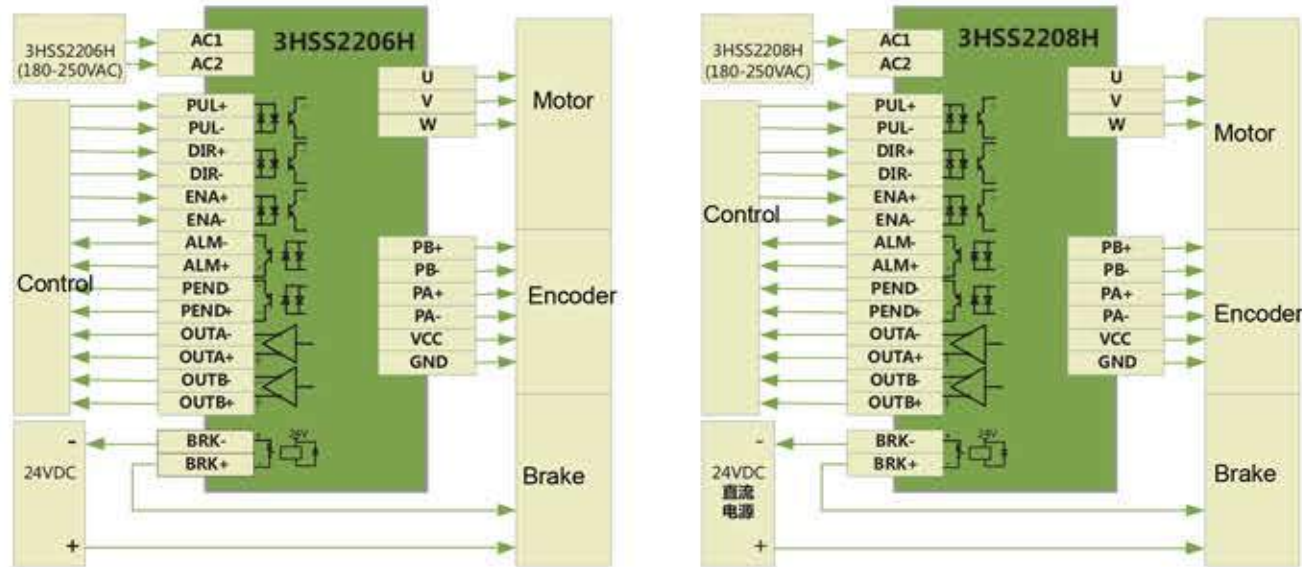 3HSS2206H
(180-250VAC)
AC1
AC2
3HSS2206H
U
V
W
Motor
PUL+
PUL-
DIR+
DIR-
ENA+
ENA-
ALM-
ALM+
PEND-
PEND+
OUTA-
OUTA+
OUTB-
OUTB+
Control
PB+
PB-
PA+
PA-
VCC
GND
Encoder
BRK-
BRK+
24V
-
24VDC
+
Brake
3HSS2208H
(180-250VAC)
AC1
AC2
3HSS2208H
U
V
W
Motor
PUL+
PUL-
DIR+
DIR-
ENA+
ENA-
ALM-
ALM+
PEND-
PEND+
OUTA-
OUTA+
OUTB-
OUTB+
Control
PB+
PB-
PA+
PA-
VCC
GND
Encoder
BRK-
BRK+
24V
-
24VDC
直流
电源
+
Brake